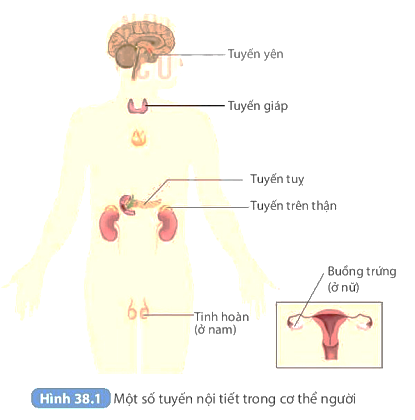 Tuyến yên
Tuyến giáp
Tuyến tuỵ
Tuyến trên thận
Buồng trứng
(ở nữ)
Tinh hoàn
(ở nam)
Hình 38.1 Một số tuyến nội tiết trong cơ thể người